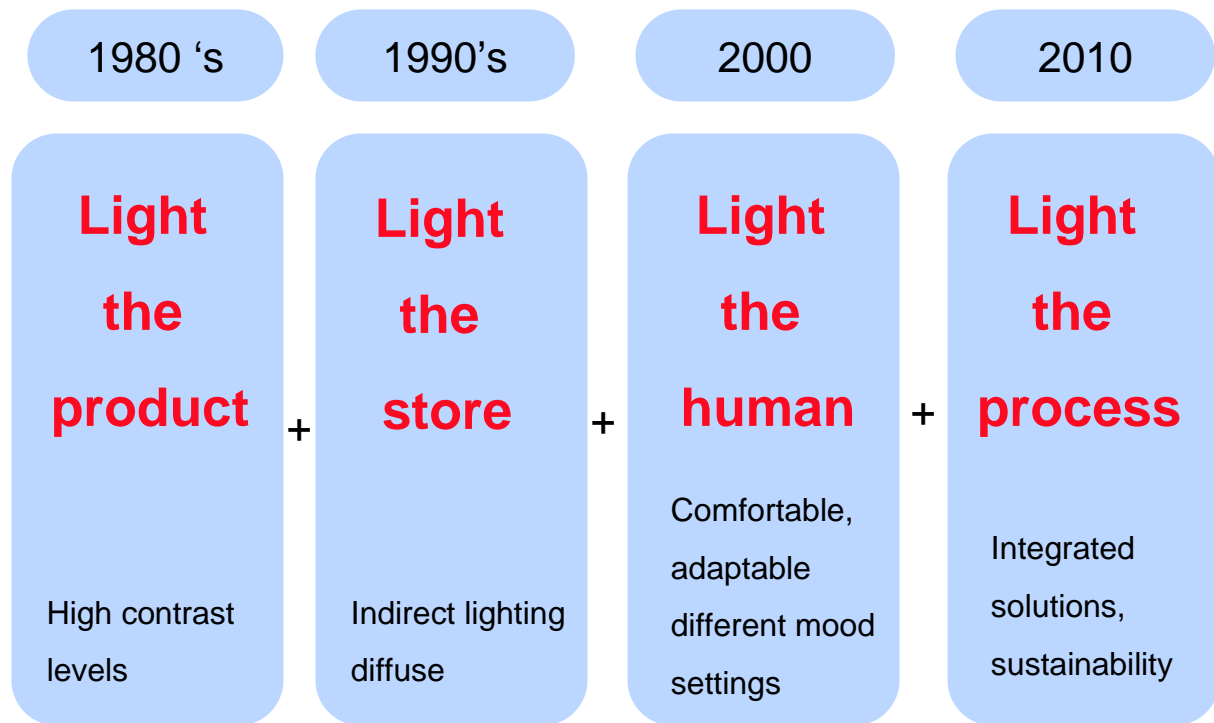 1980 ‘s
1990’s
2000
2010
Light
the
product
High contrast
levels
+
Light
the
store
Indirect lighting
diffuse
+
Light
the
human
Comfortable,
adaptable
different mood
settings
+
Light
the
process
Integrated
solutions,
sustainability